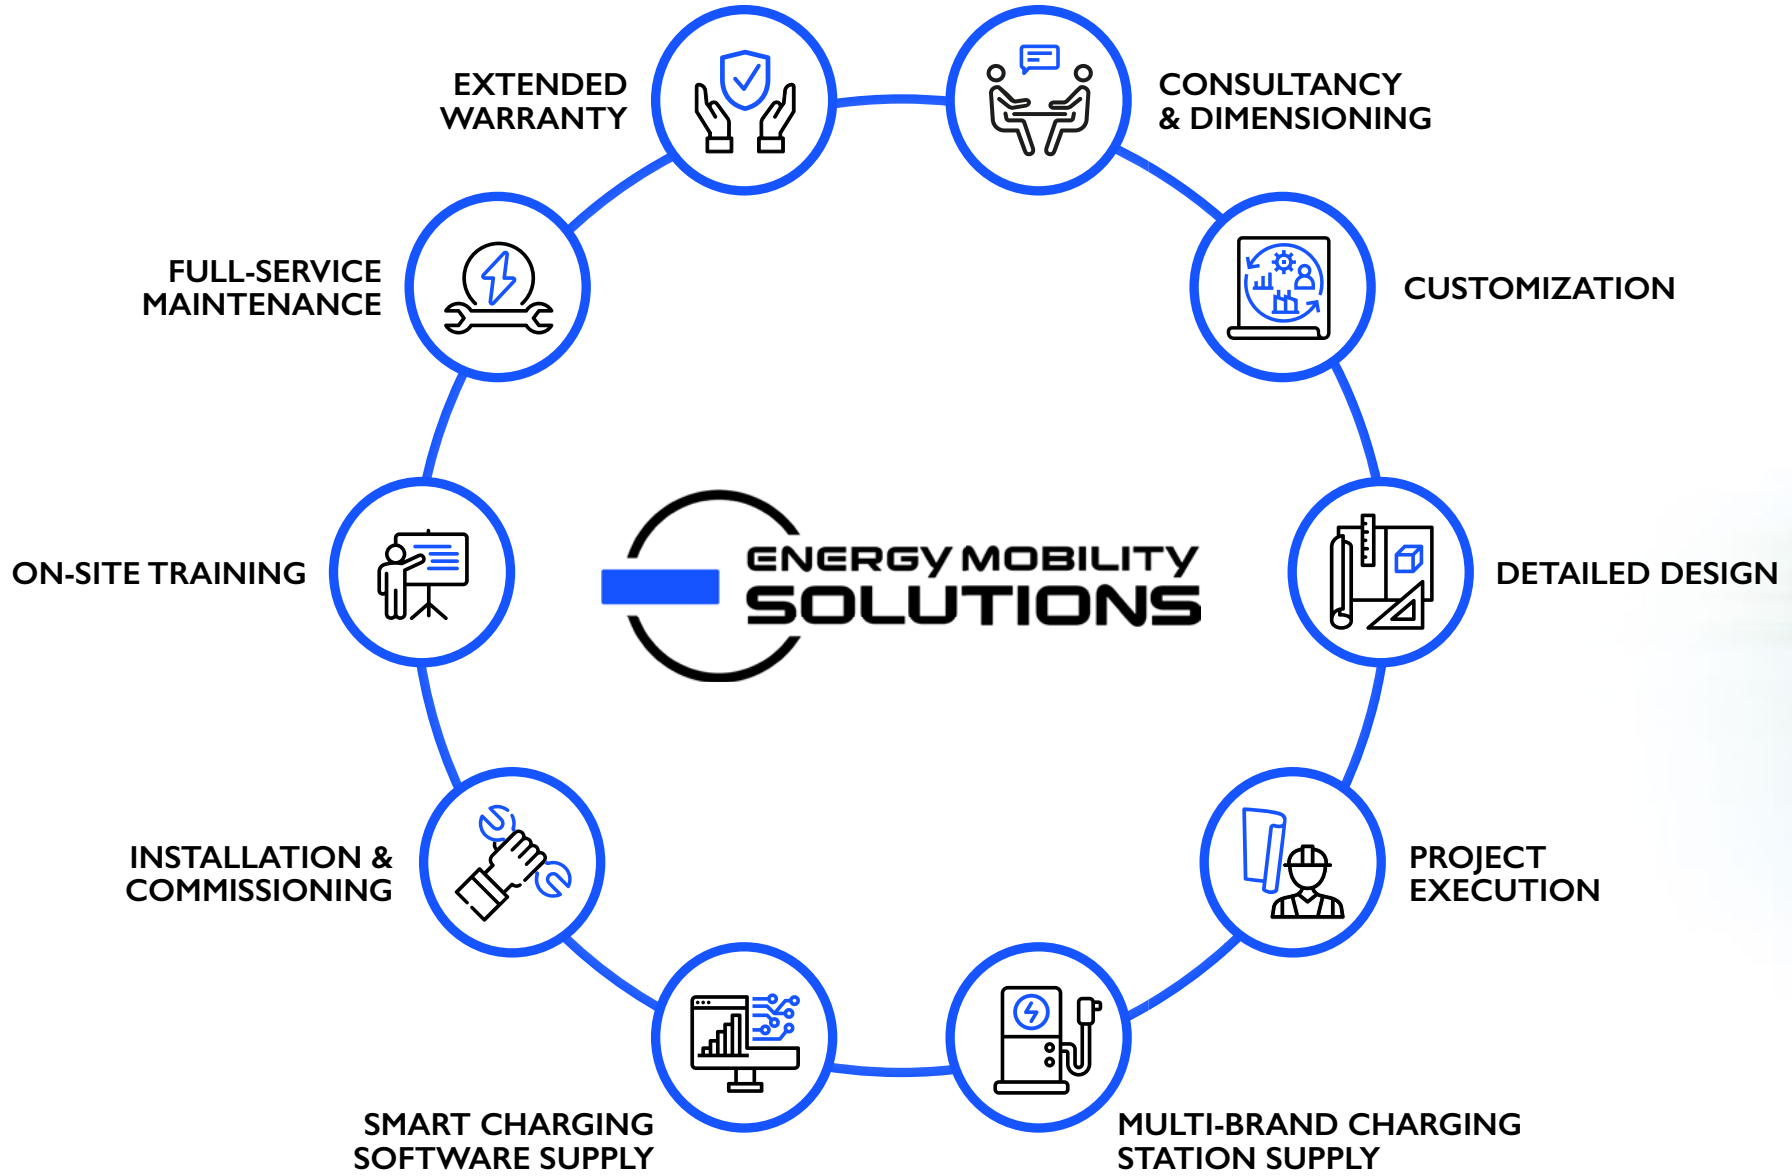 EXTENDED
WARRANTY
CONSULTANCY
& DIMENSIONING
CUSTOMIZATION
DETAILED DESIGN
PROJECT
EXECUTION
MULTI-BRAND CHARGING
STATION SUPPLY
SMART CHARGING
SOFTWARE SUPPLY
INSTALLATION &
COMMISSIONING
ON-SITE TRAINING
FULL-SERVICE
MAINTENANCE
ENERGY MOBILITY
SOLUTIONS